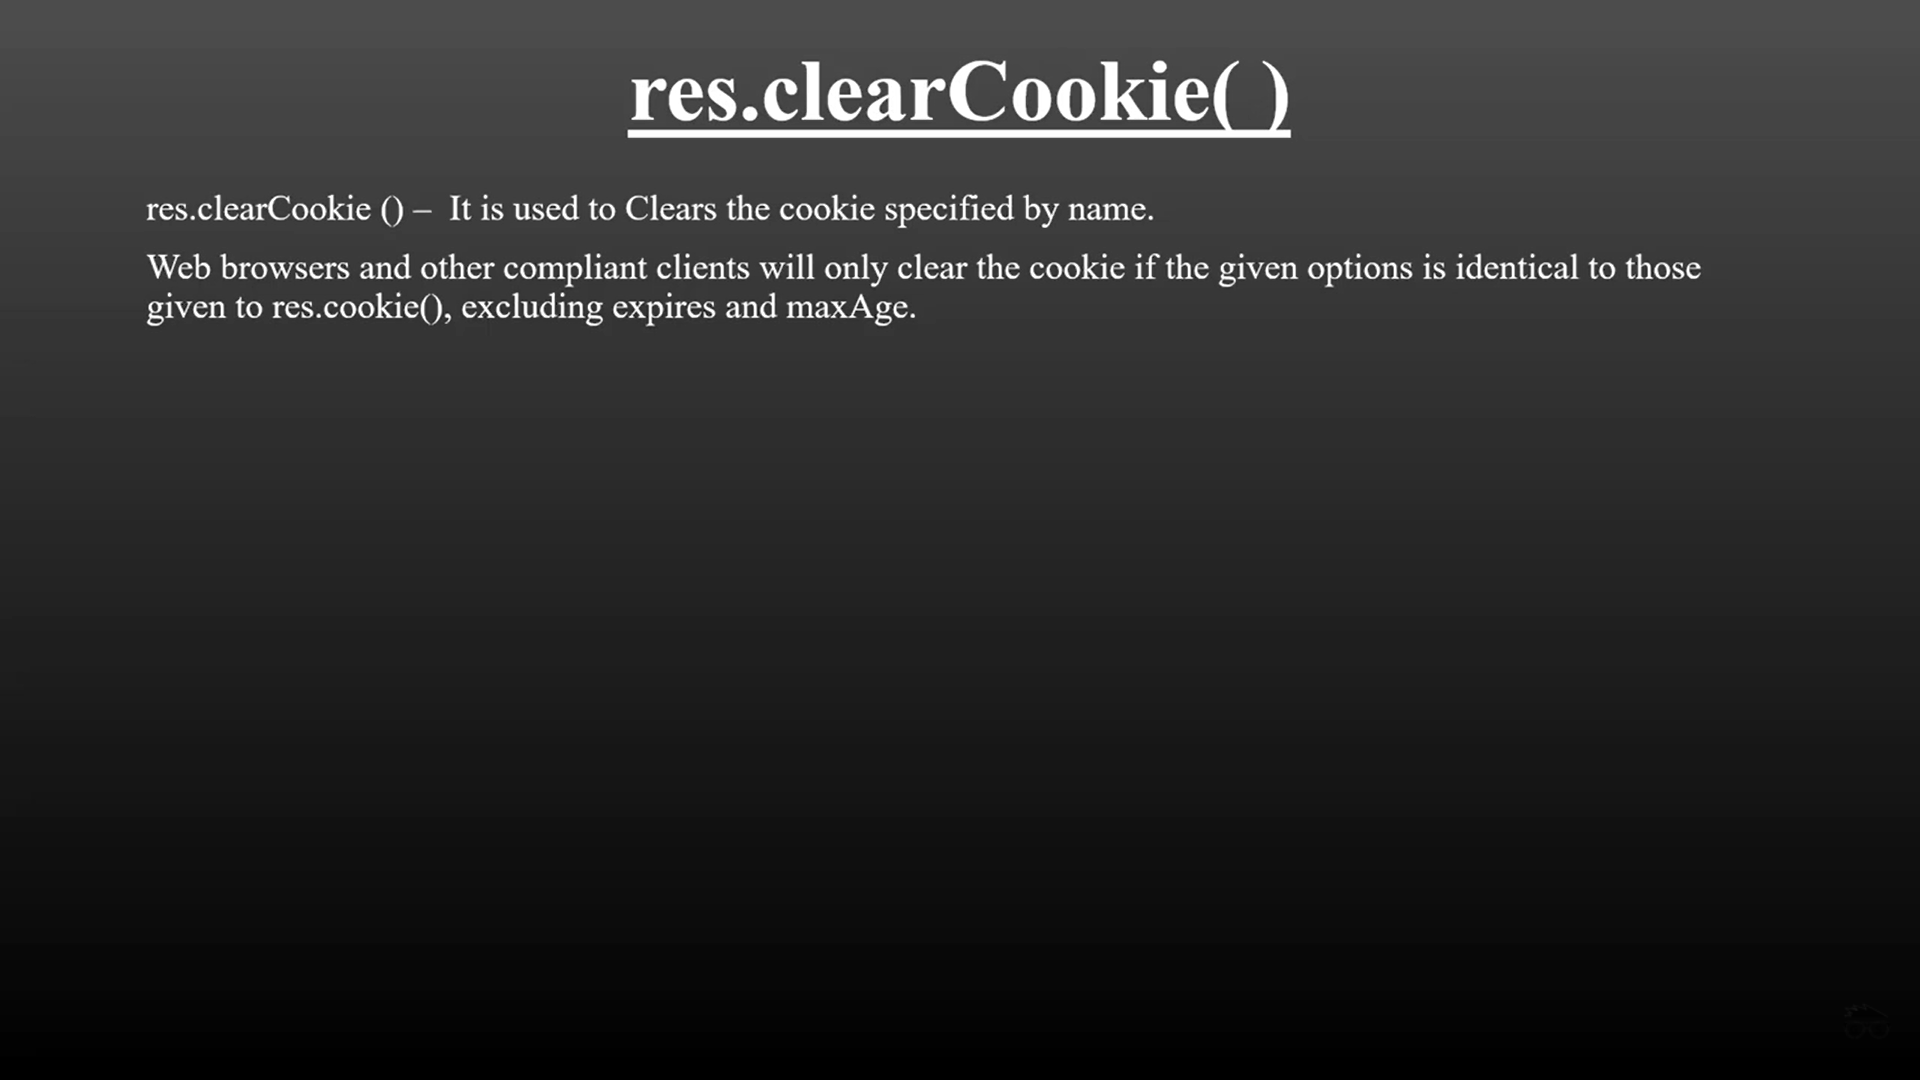 res.clearCookie( )
res.clearCookie () –  It is used to Clears the cookie specified by name.
Web browsers and other compliant clients will only clear the cookie if the given options is identical to those
given to res.cookie(), excluding expires and maxAge.